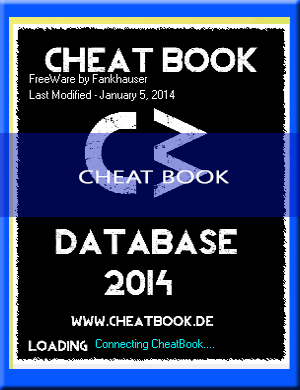 CHEAT BOOK
FreeWare by Fankhauser
Last Modified - January 5, 2014
CHEAT BOOK
DATABASE
2014
WWW.CHEATBOOK.DE
LOADING Connecting CheatBook....